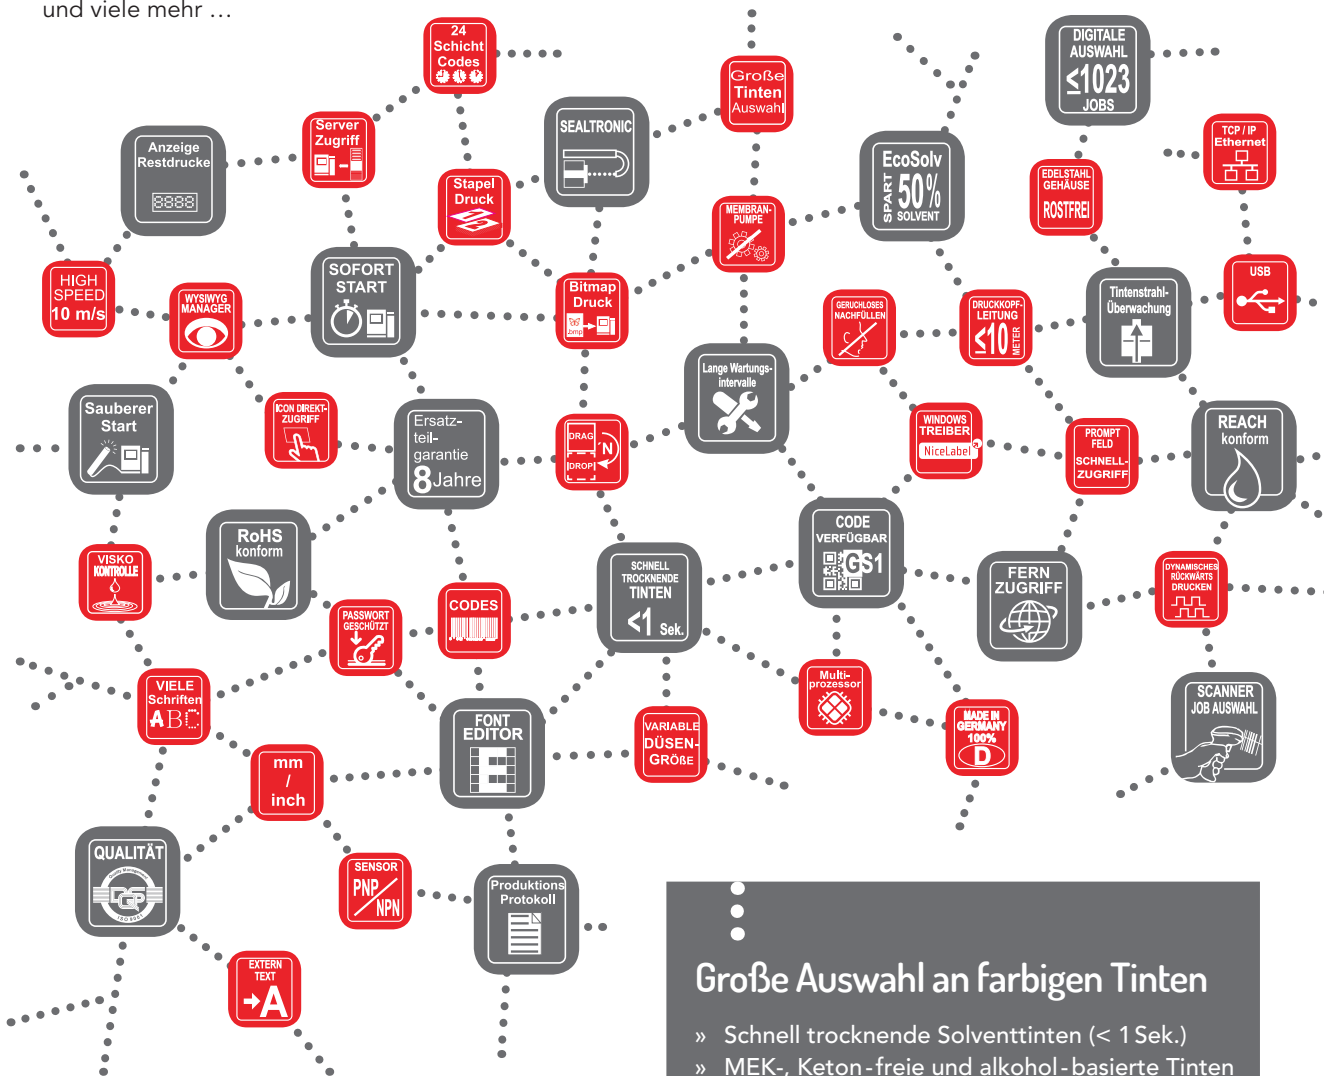 und viele mehr …
24
Schicht
Codes
Große
Tinten
Auswahl
DIGITALE
AUSWAHL
≤1023
JOBS
Anzeige
Restdrucke
8888
Server
Zugriff
SEALTRONIC
TCP / IP
Ethernet
EcoSolv
SPART
50%
SOLVENT
Stapel
Druck
EDELSTAHL
GEHÄUSE
ROSTFREI
MEMBRAN-
PUMPE
HIGH
SPEED
10 m/s
WYSIWYG
MANAGER
SOFORT
START
Bitmap
Druck
.bmp
GERUCHLOSES
NACHFÜLLEN
DRUCKKOPF-
LEITUNG
≤10
METER
Tintenstrahl-
Überwachung
USB
Sauberer
Start
ICON DIREKT-
ZUGRIFF
Ersatz-
teil-
garantie
8 Jahre
DRAG
'N
DROP
Lange Wartungs-
intervalle
WINDOWS
TREIBER
NiceLabel
PROMPT
FELD
SCHNELL-
ZUGRIFF
REACH
konform
VISKO
KONTROLLE
RoHS
konform
PASSWORT
GESCHÜTZT
CODES
SCHNELL
TROCKNENDE
TINTEN
<1 Sek.
CODE
VERFÜGBAR
GS1
FERN
ZUGRIFF
DYNAMISCHES
RÜCKWÄRTS
DRUCKEN
VIELE
Schriften
ABC
mm
/
inch
FONT
EDITOR
E
VARIABLE
DÜSEN-
GRÖßE
Multi-
prozessor
MADE IN
GERMANY
100%
D
SCANNER
JOB AUSWAHL
QUALITÄT
Quality Management
DQS
ISO 9001
SENSOR
PNP/
NPN
Produktions
Protokoll
EXTERN
TEXT
→A
Große Auswahl an farbigen Tinten
» Schnell trocknende Solventtinten (< 1 Sek.)
» MEK-, Keton-freie und alkohol-basierte Tinten